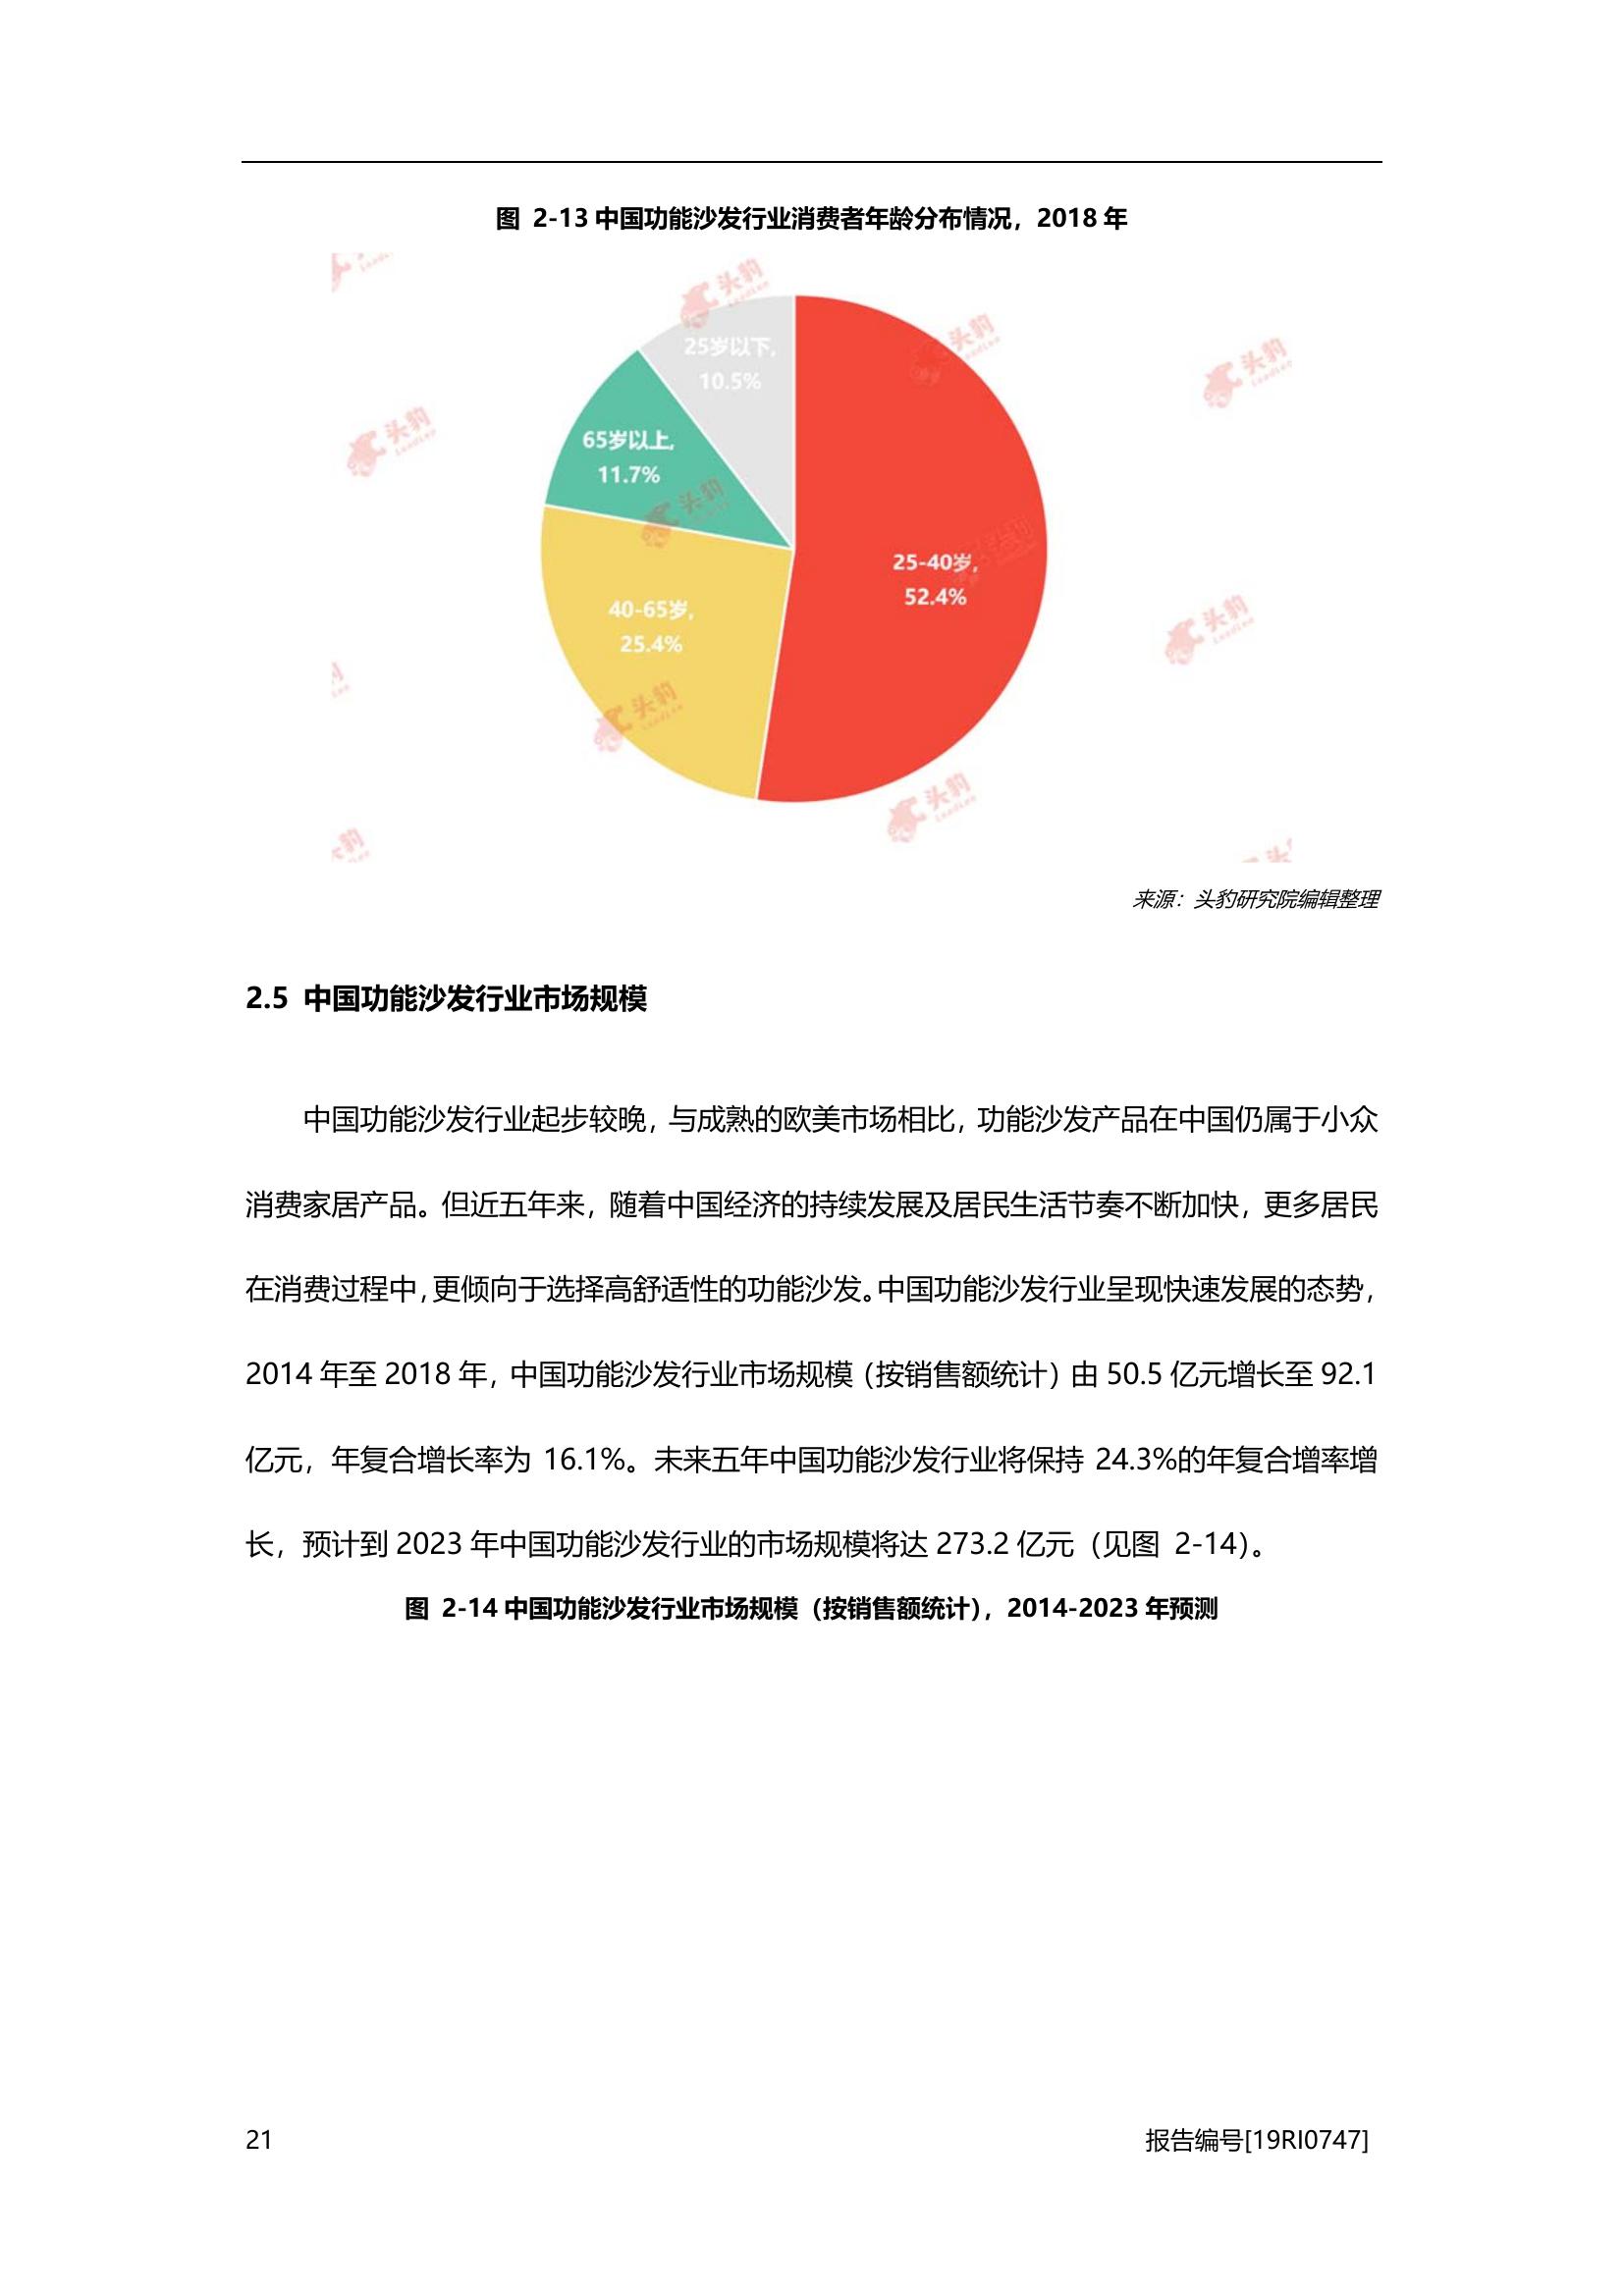 图 2-13 中国功能沙发行业消费者年龄分布情况，2018 年
25岁以下,
10.5%
65岁以上,
11.7%
25-40岁,
52.4%
40-65岁,
25.4%
头豹
LeadLeo
来源：头豹研究院编辑整理
2.5 中国功能沙发行业市场规模
中国功能沙发行业起步较晚，与成熟的欧美市场相比，功能沙发产品在中国仍属于小众
消费家居产品。但近五年来，随着中国经济的持续发展及居民生活节奏不断加快，更多居民
在消费过程中，更倾向于选择高舒适性的功能沙发。中国功能沙发行业呈现快速发展的态势，
2014 年至 2018 年，中国功能沙发行业市场规模（按销售额统计）由 50.5 亿元增长至 92.1
亿元，年复合增长率为 16.1%。未来五年中国功能沙发行业将保持 24.3%的年复合增率增
长，预计到 2023 年中国功能沙发行业的市场规模将达 273.2 亿元（见图 2-14）。
图 2-14 中国功能沙发行业市场规模（按销售额统计），2014-2023 年预测
21
报告编号[19RI0747]